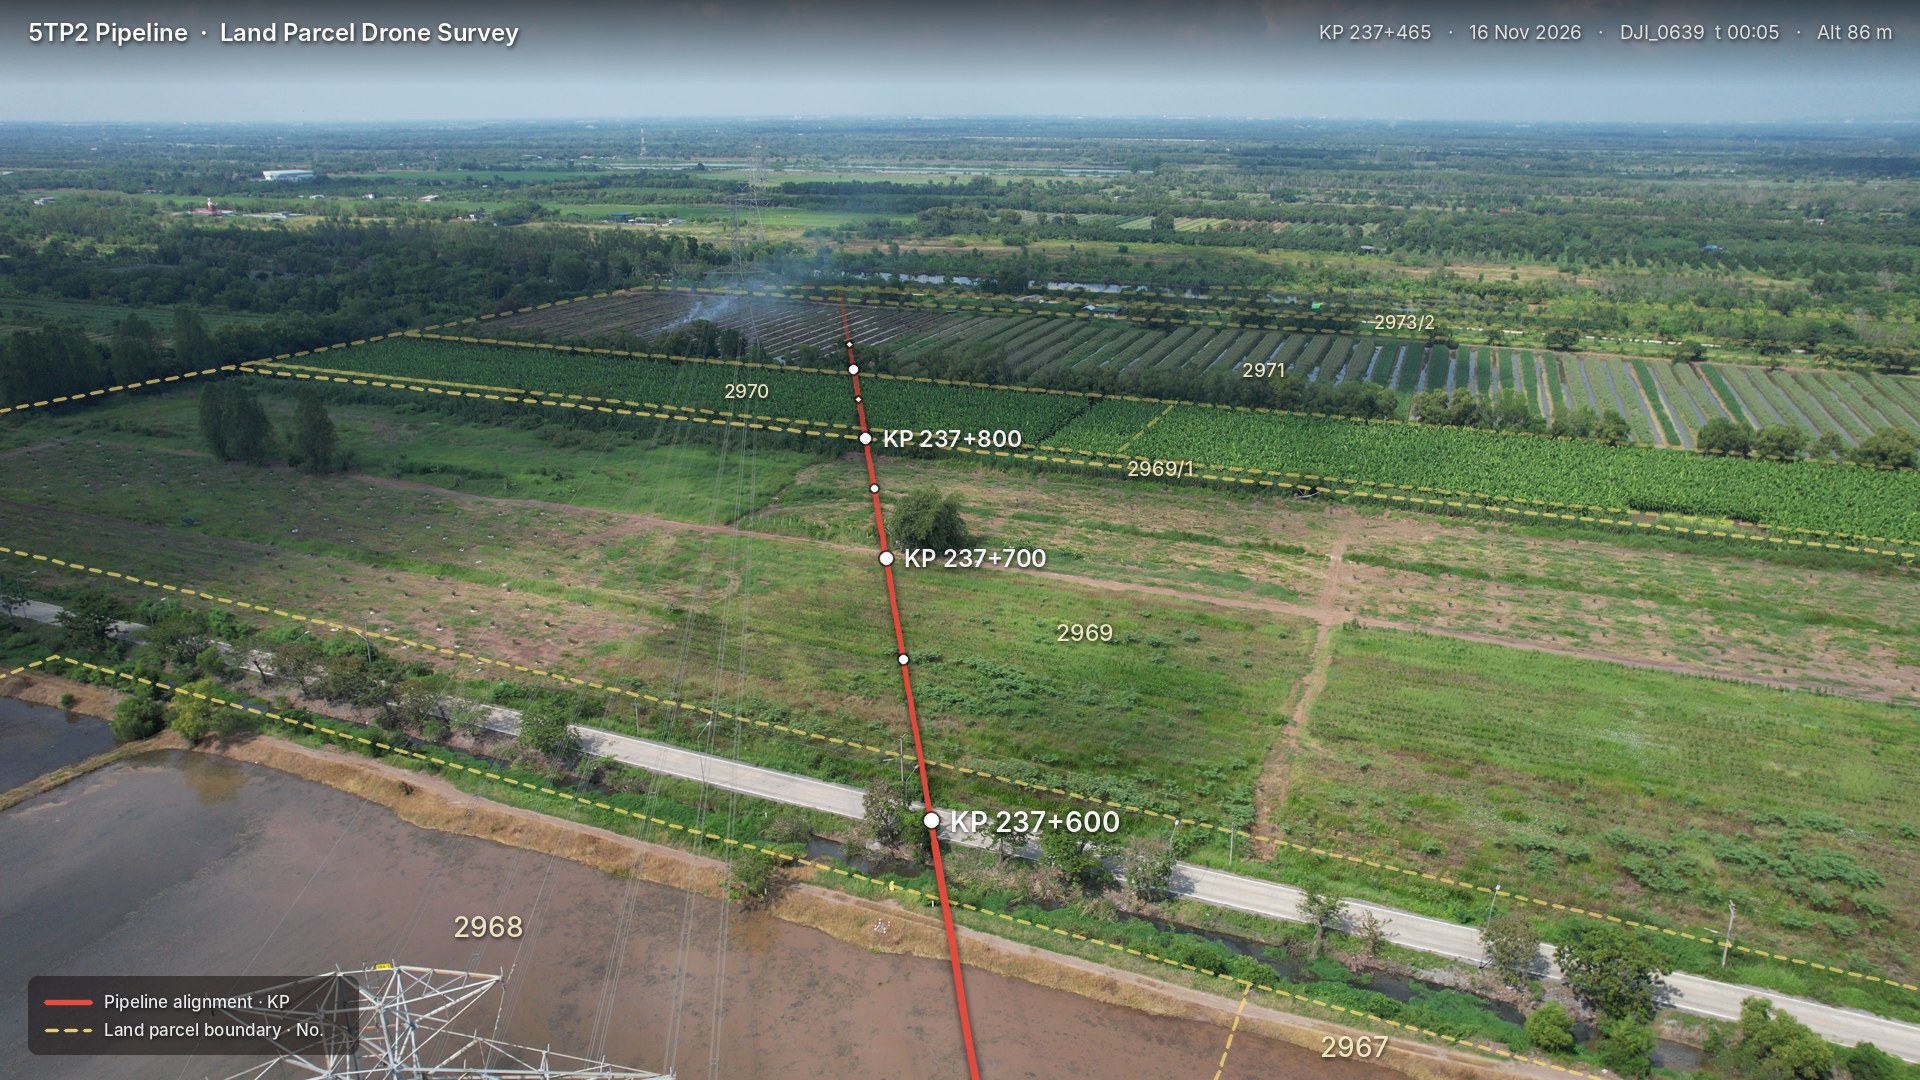 5TP2 Pipeline · Land Parcel Drone Survey
KP 237+465 · 16 Nov 2026 · DJI_0639 t 00:05 · Alt 86 m
2973/2
2971
2970
KP 237+800
2969/1
KP 237+700
2969
KP 237+600
2968
Pipeline alignment · KP
Land parcel boundary · No.
2967